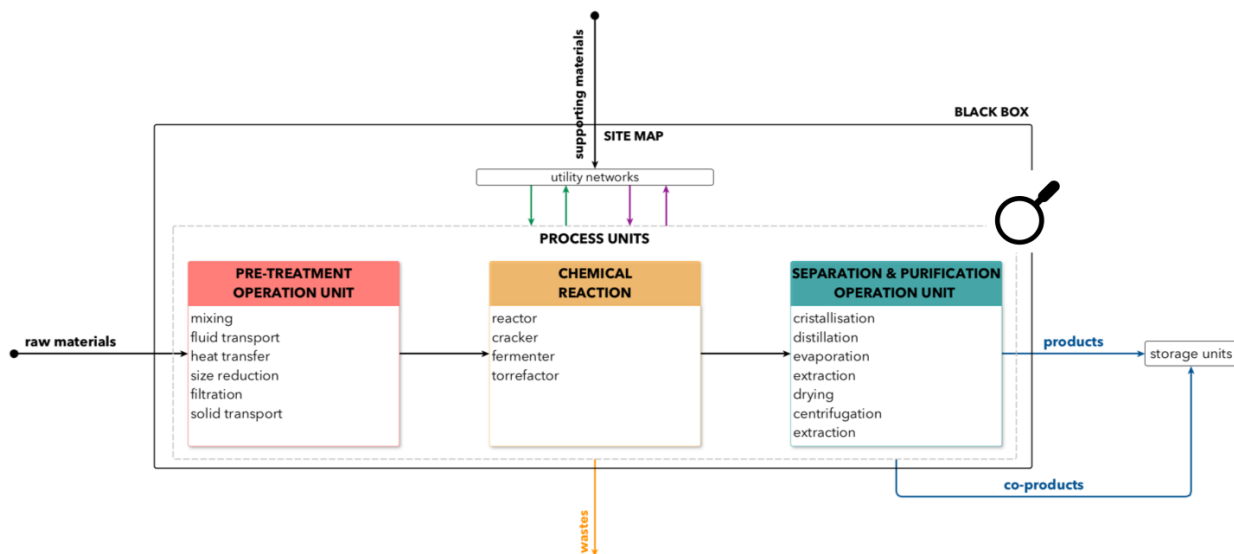 supporting materials
BLACK BOX
SITE MAP
utility networks
PROCESS UNITS
PRE-TREATMENT
OPERATION UNIT
mixing
fluid transport
heat transfer
size reduction
filtration
solid transport
CHEMICAL
REACTION
reactor
cracker
fermenter
torrefactor
SEPARATION & PURIFICATION
OPERATION UNIT
cristallisation
distillation
evaporation
extraction
drying
centrifugation
extraction
raw materials
products
storage units
co-products
wastes